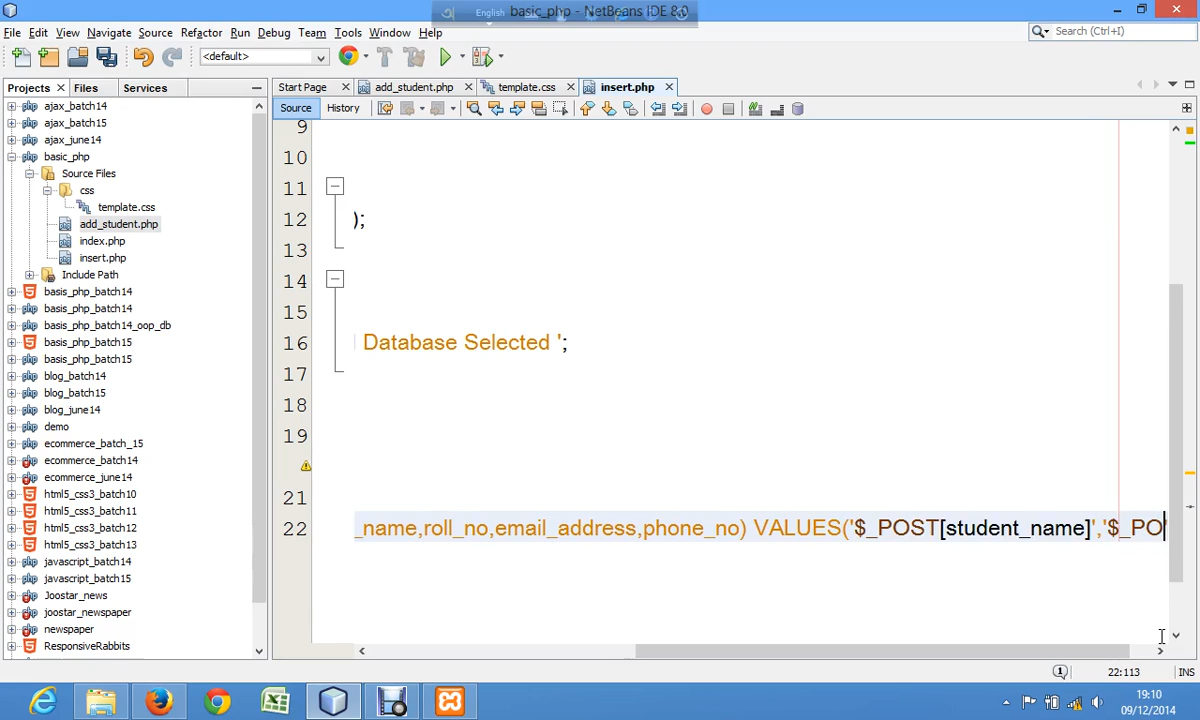 English basic_php - NetBeans IDE 8.0
File Edit View Navigate Source Refactor Run Debug Team Tools Window Help
Search (Ctrl+I)
<default>
Projects Files Services
Start Page add_student.php template.css insert.php
Source History
ajax_batch14
ajax_batch15
ajax_june14
basic_php
Source Files
css
template.css
add_student.php
index.php
insert.php
Include Path
basis_php_batch14
basis_php_batch14
basis_php_batch14_oop_db
basis_php_batch15
basis_php_batch15
blog_batch14
blog_batch15
blog_june14
demo
ecommerce_batch_15
ecommerce_batch14
ecommerce_june14
html5_css3_batch10
html5_css3_batch11
html5_css3_batch12
html5_css3_batch13
javascript_batch14
javascript_batch15
Joostar_news
joostar_newspaper
newspaper
ResponsiveRabbits
9
10
11
12 );
13
14
15
16 Database Selected ';
17
18
19
21
22 _name,roll_no,email_address,phone_no) VALUES('$_POST[student_name]','$_PO'
22:113 INS
19:10
09/12/2014